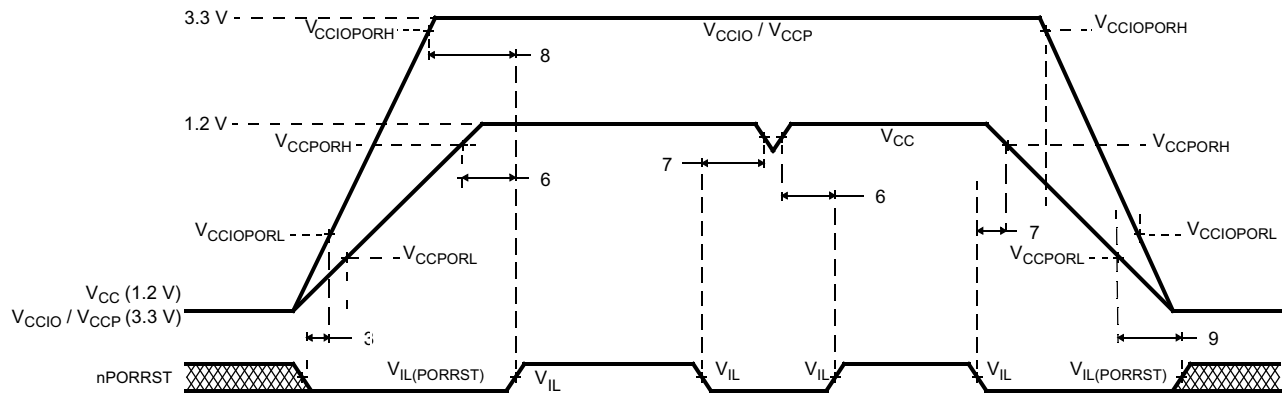 3.3 V
VCCIOPORH
VCCIO / VCCP
VCCIOPORH
8
1.2 V
VCCPORH
VCC
VCCPORH
7
6
6
7
VCCIOPORL
VCCPORL
VCCPORL
VCCIOPORL
VCC (1.2 V)
VCCIO / VCCP (3.3 V)
3
9
nPORRST
VIL(PORRST)
VIL
VIL
VIL
VIL
VIL(PORRST)